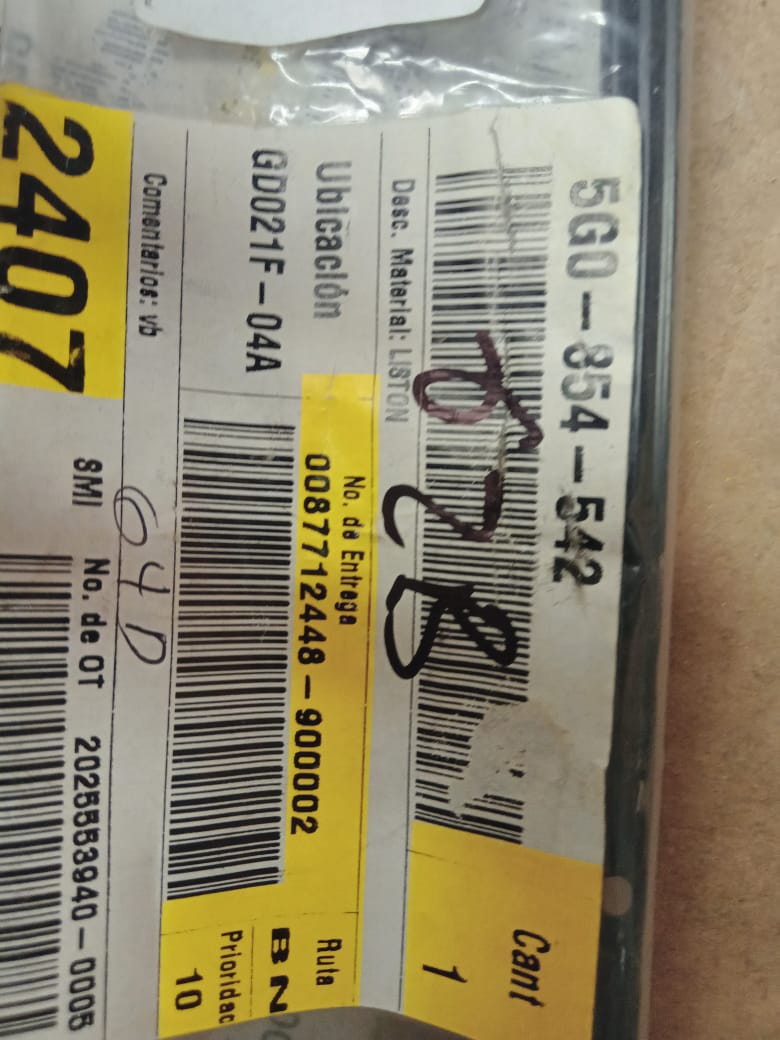 5G0-854-542
Cant
1
Desc. Material: LISTON
Ubicación
GD021F-04A
No. de Entrega
0087712448-900002
Ruta
BN
Prioridad
10
Comentarios: vb
64D
2407
SMI
No. de OT
2025553940-0005